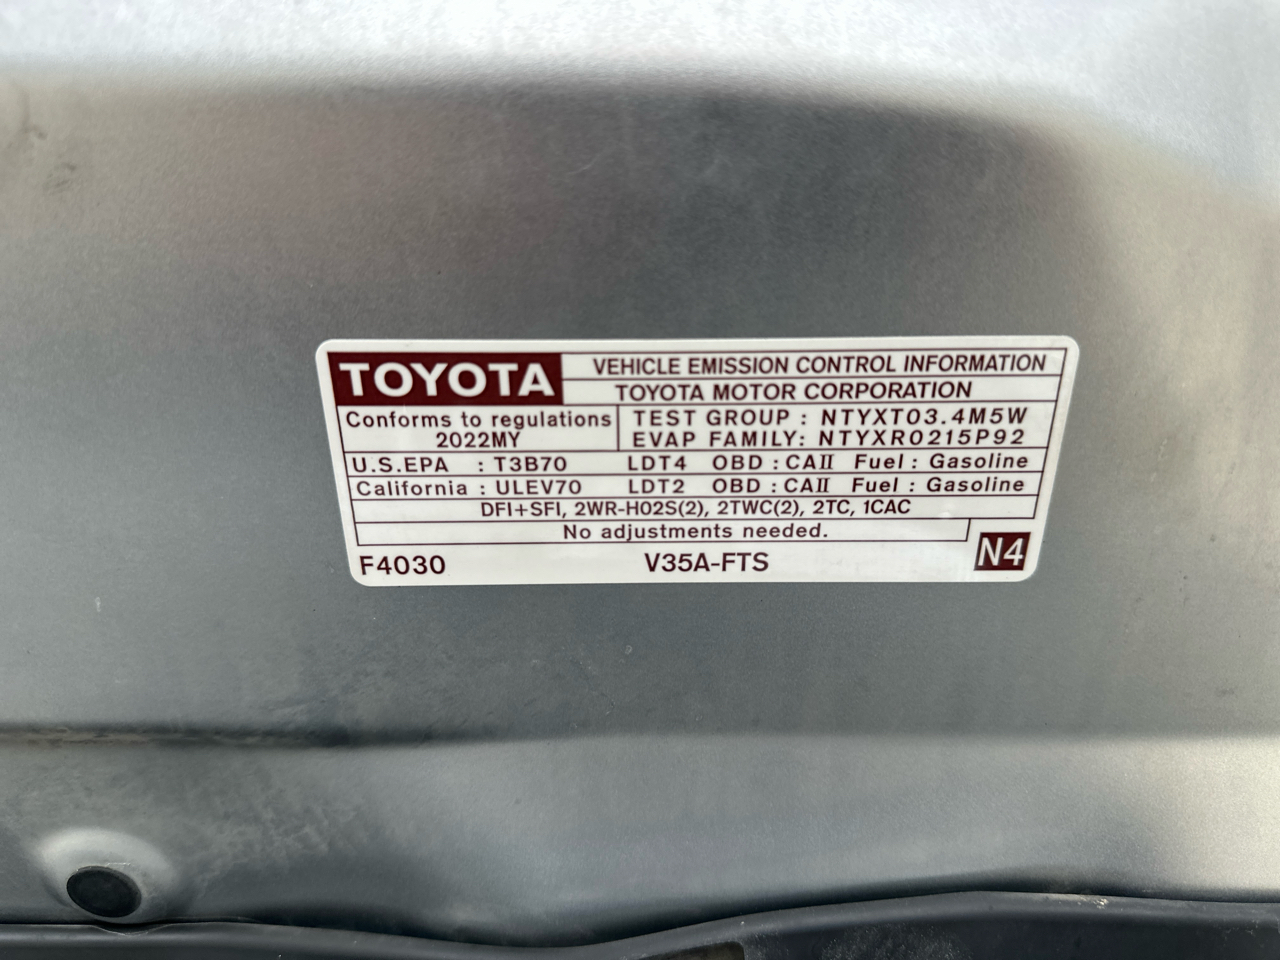 TOYOTA
VEHICLE EMISSION CONTROL INFORMATION
TOYOTA MOTOR CORPORATION
Conforms to regulations
2022MY
TEST GROUP : NTYXT03.4M5W
EVAP FAMILY: NTYXR0215P92
U.S.EPA : T3B70 LDT4 OBD : CAII Fuel : Gasoline
California : ULEV70 LDT2 OBD : CAII Fuel : Gasoline
DFI+SFI, 2WR-HO2S(2), 2TWC(2), 2TC, 1CAC
No adjustments needed.
F4030 V35A-FTS N4